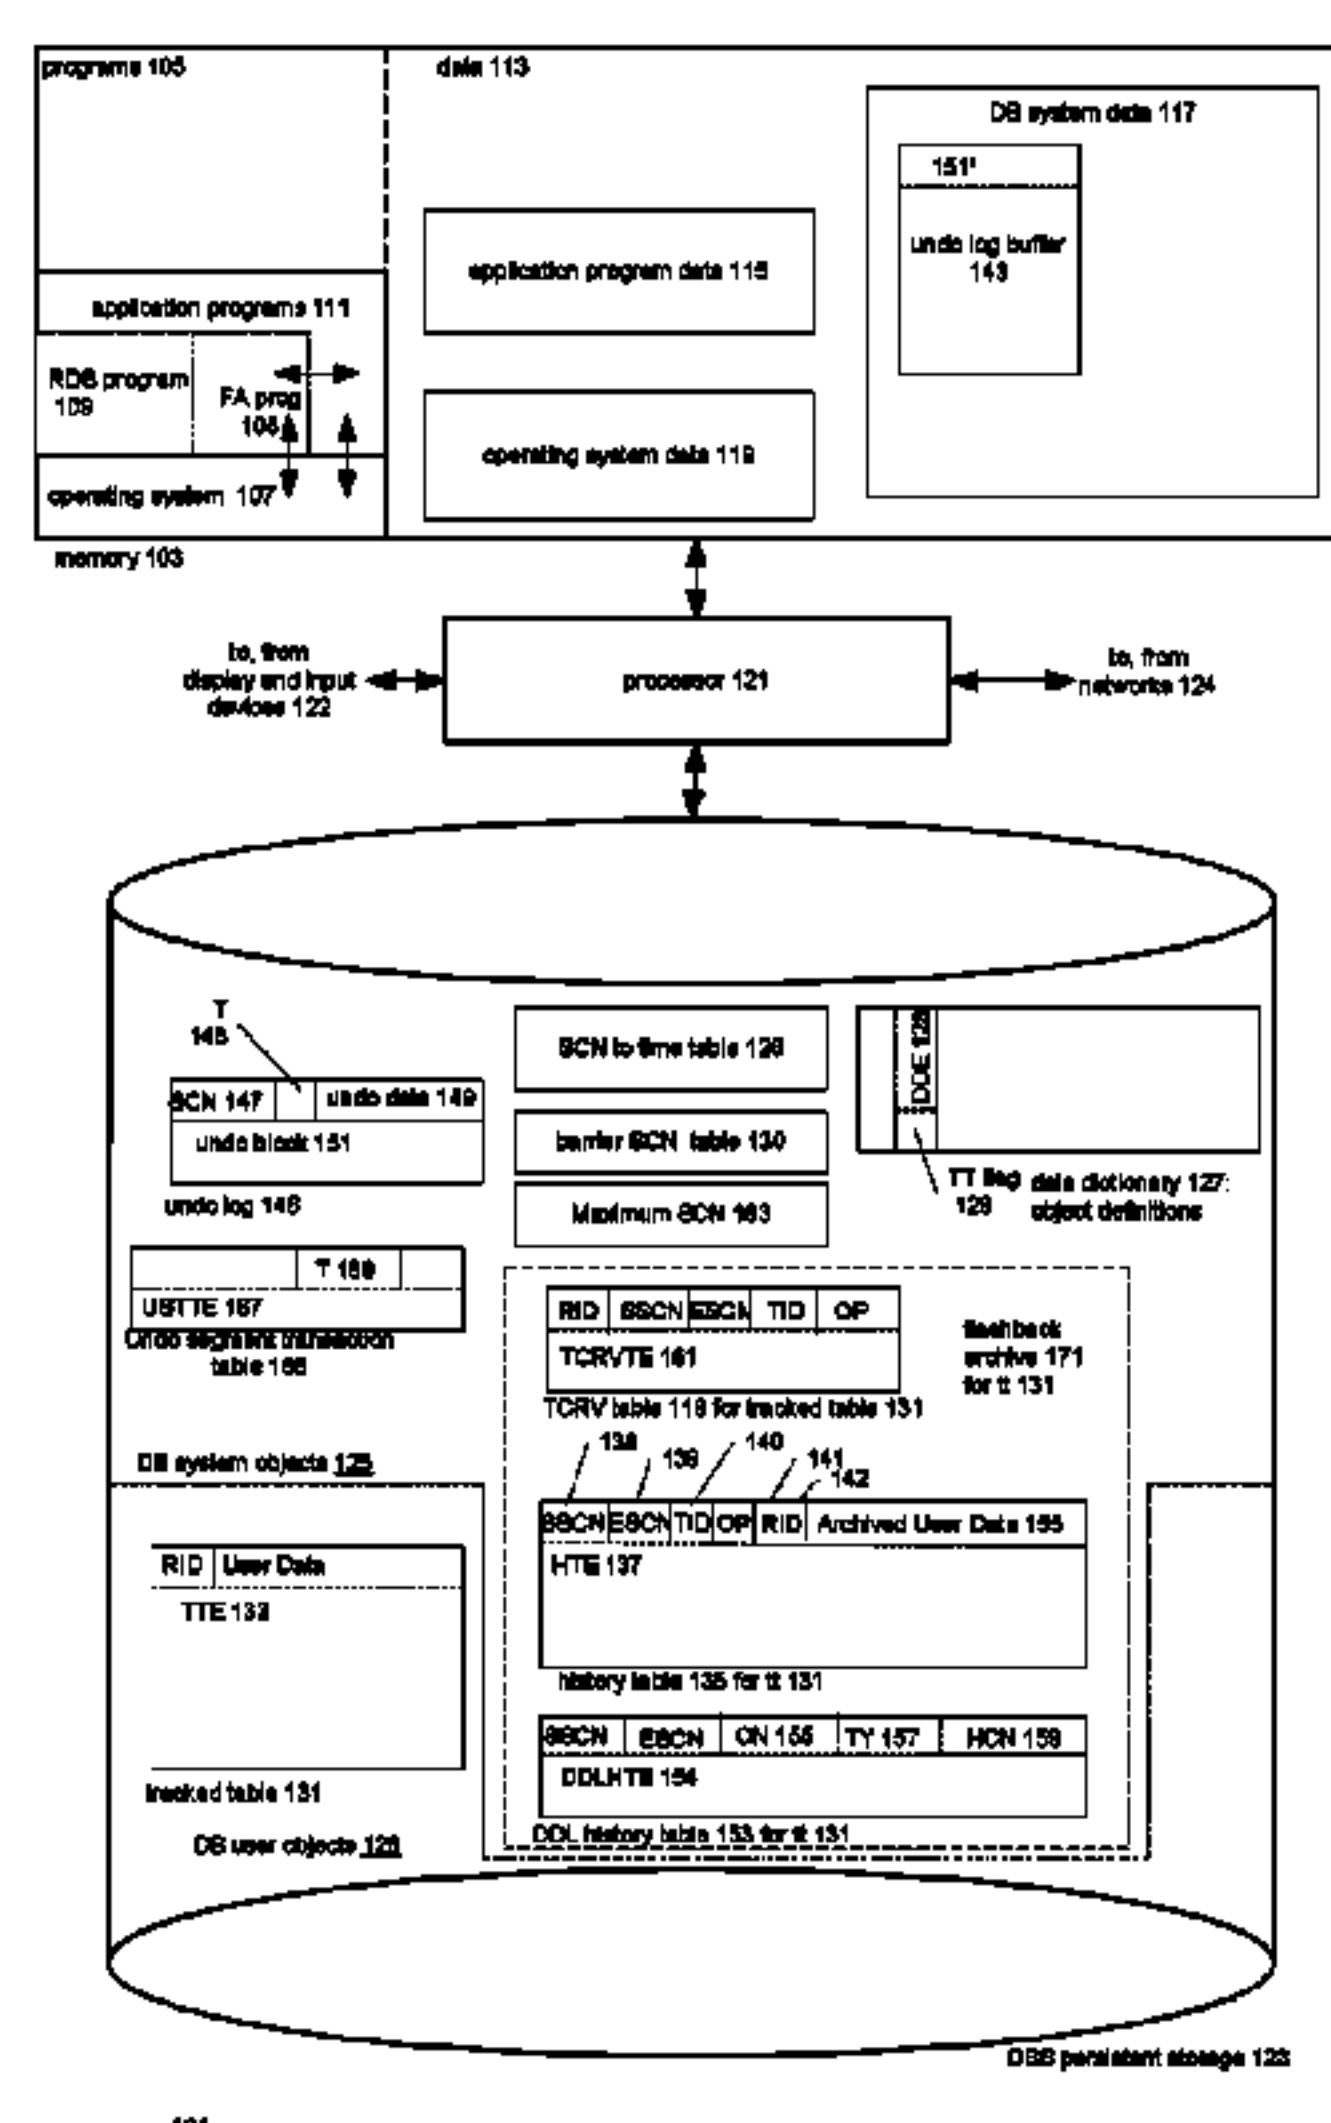 programs 105
data 113
DB system data 117
151'
undo log buffer
143
application program data 115
application programs 111
RDB program
109
FA prog
108
operating system data 119
operating system 107
memory 103
to, from
display and input
devices 122
processor 121
to, from
networks 124
T
148
SCN 147
undo data 149
undo block 151
undo log 145
SCN to time table 126
barrier SCN table 130
Maximum SCN 163
DDE 128
TT flag
129
data dictionary 127:
object definitions
T 169
USTTE 167
Undo segment transaction
table 165
RID SSCN ESCN TID OP
TCRVTE 161
TCRV table 118 for tracked table 131
flashback
archive 171
for tt 131
138
139
140
141
142
DB system objects 125
SSCN ESCN TID OP RID Archived User Data
HTE 137
history table 135 for tt 131
RID User Data
TTE 133
tracked table 131
SSCN ESCN ON 155 TY 157 HCN 159
DDLHTE 154
DDL history table 153 for tt 131
DB user objects
DBS persistent storage 123